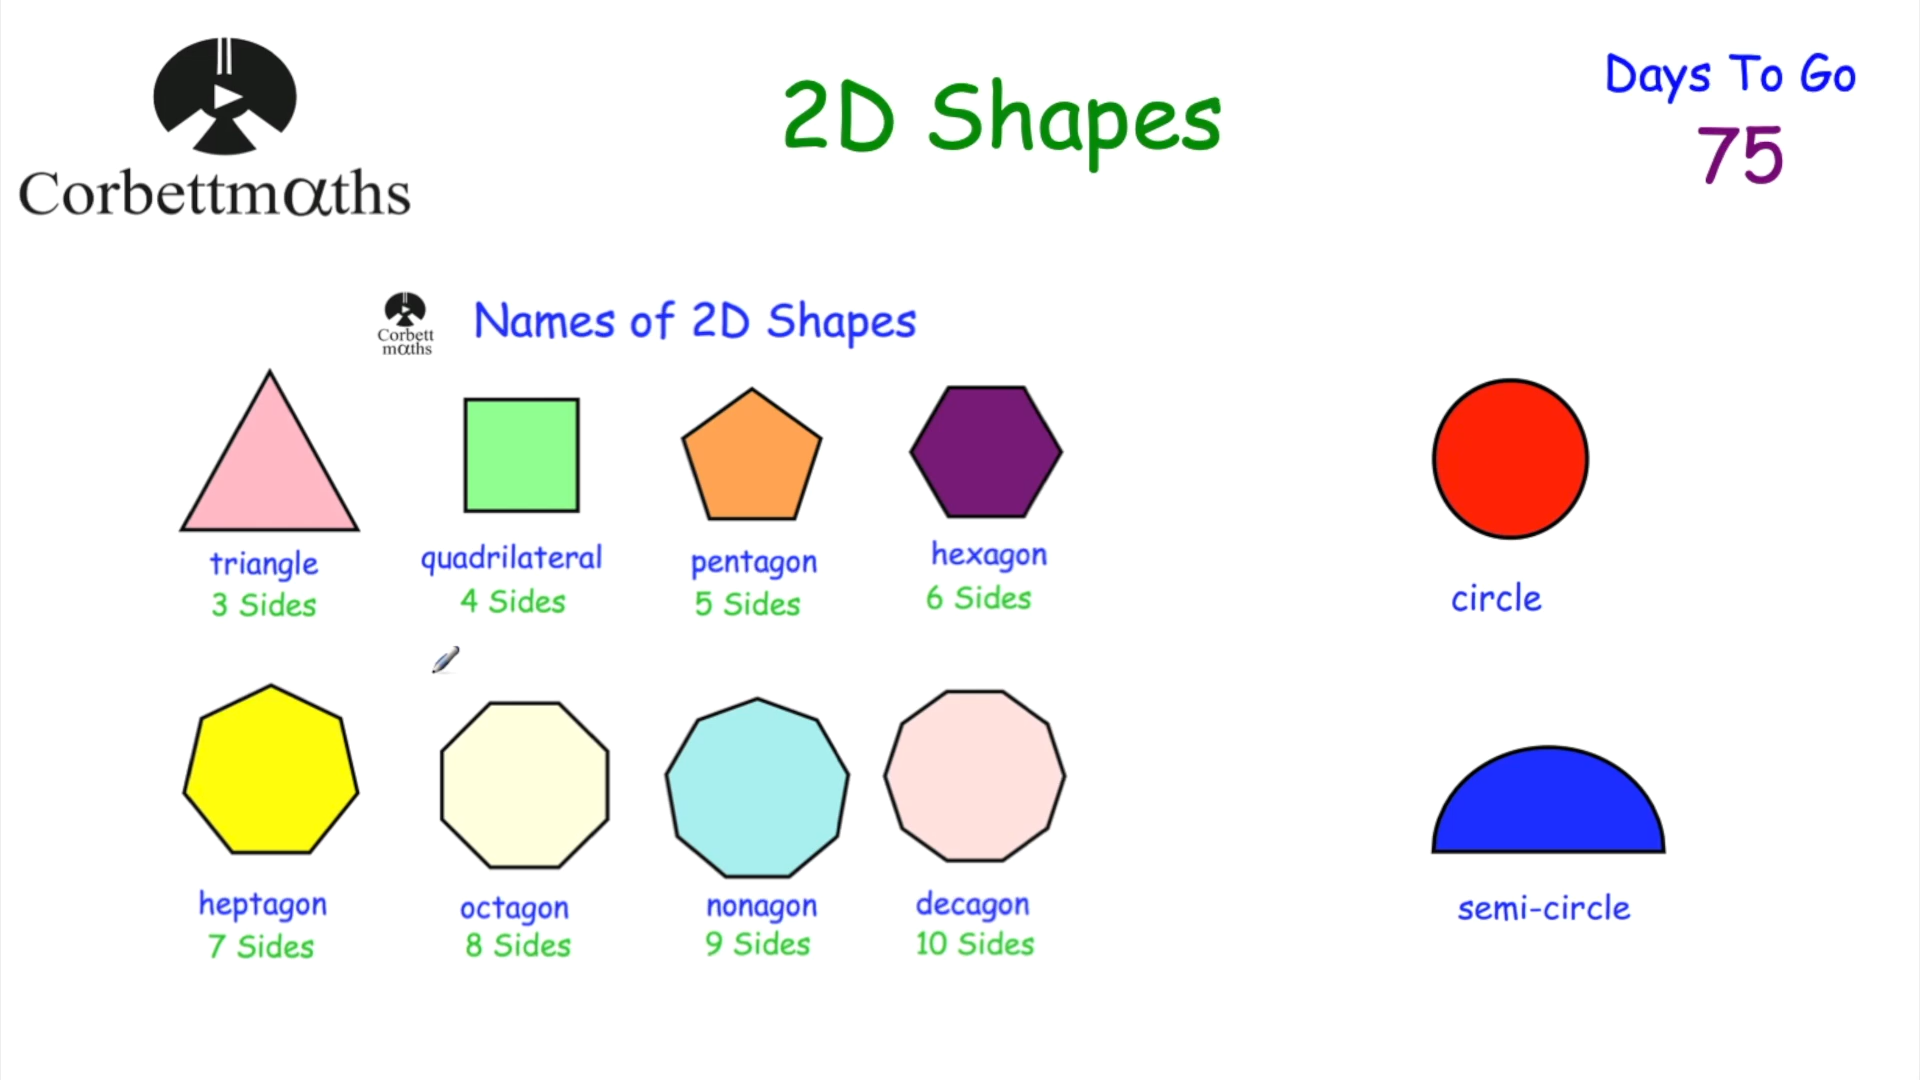 Corbettmαths
2D Shapes
Days To Go
75
Corbett
mαths
Names of 2D Shapes
triangle
3 Sides
quadrilateral
4 Sides
pentagon
5 Sides
hexagon
6 Sides
circle
heptagon
7 Sides
octagon
8 Sides
nonagon
9 Sides
decagon
10 Sides
semi-circle